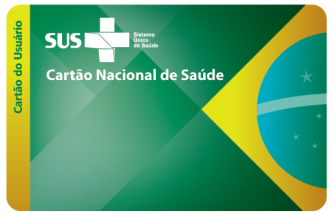 Cartão do Usuário
SUS
Sistema
Único
de Saúde
Cartão Nacional de Saúde